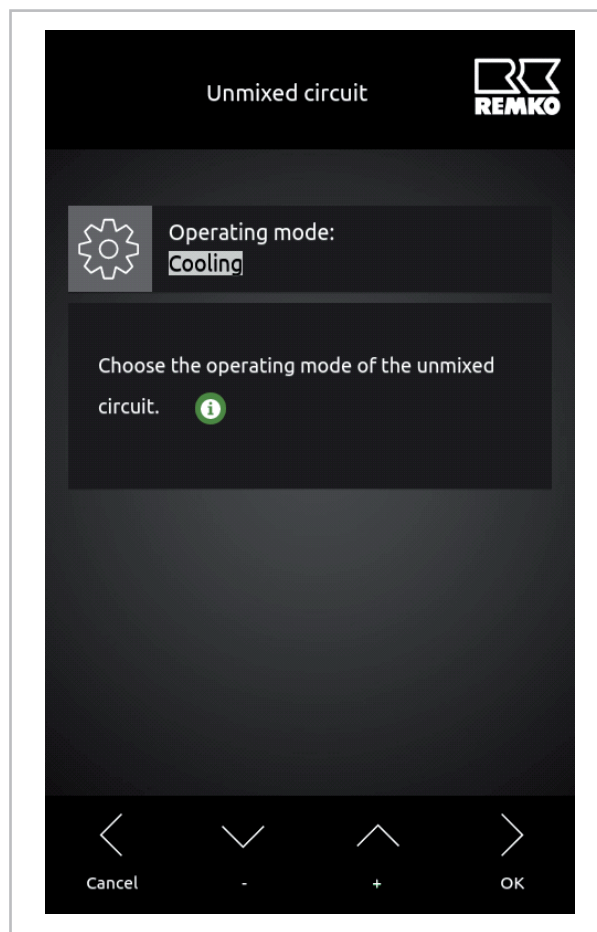 Unmixed circuit
REMKO
Operating mode:
Cooling
Choose the operating mode of the unmixed
circuit.
Cancel
-
+
OK